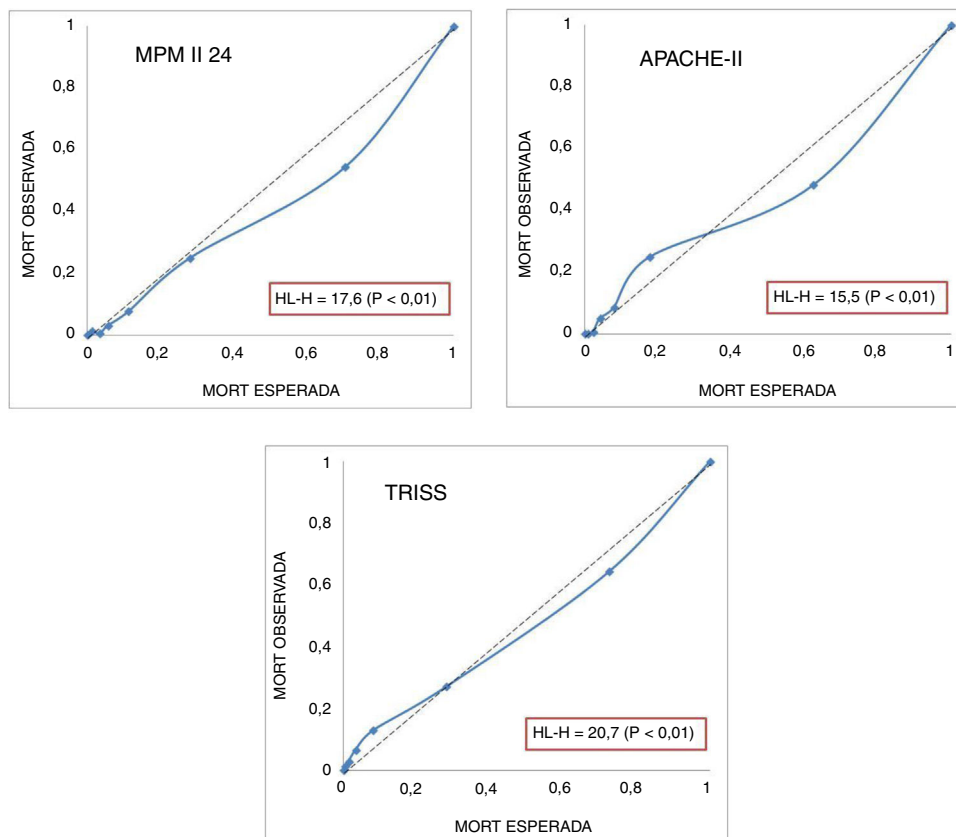 MPM II 24
MORT OBSERVADA
1
0,8
0,6
0,4
0,2
0
0 0,2 0,4 0,6 0,8 1
MORT ESPERADA
HL-H = 17,6 (P < 0,01)
APACHE-II
MORT OBSERVADA
1
0,8
0,6
0,4
0,2
0
0 0,2 0,4 0,6 0,8 1
MORT ESPERADA
HL-H = 15,5 (P < 0,01)
TRISS
MORT OBSERVADA
1
0,8
0,6
0,4
0,2
0
0 0,2 0,4 0,6 0,8 1
MORT ESPERADA
HL-H = 20,7 (P < 0,01)